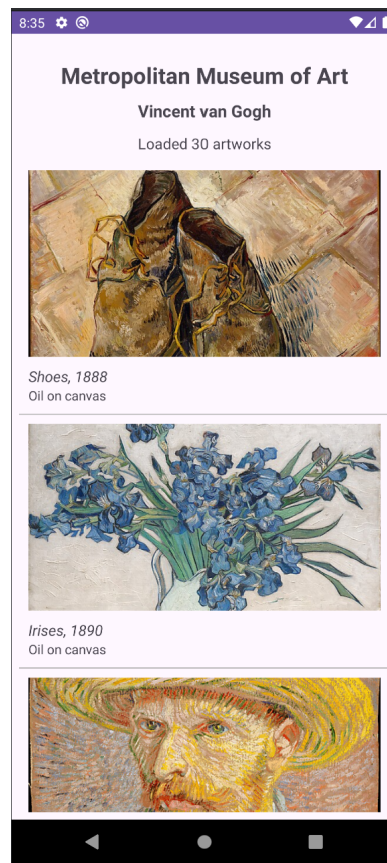 8:35
Metropolitan Museum of Art
Vincent van Gogh
Loaded 30 artworks
Shoes, 1888
Oil on canvas
Irises, 1890
Oil on canvas